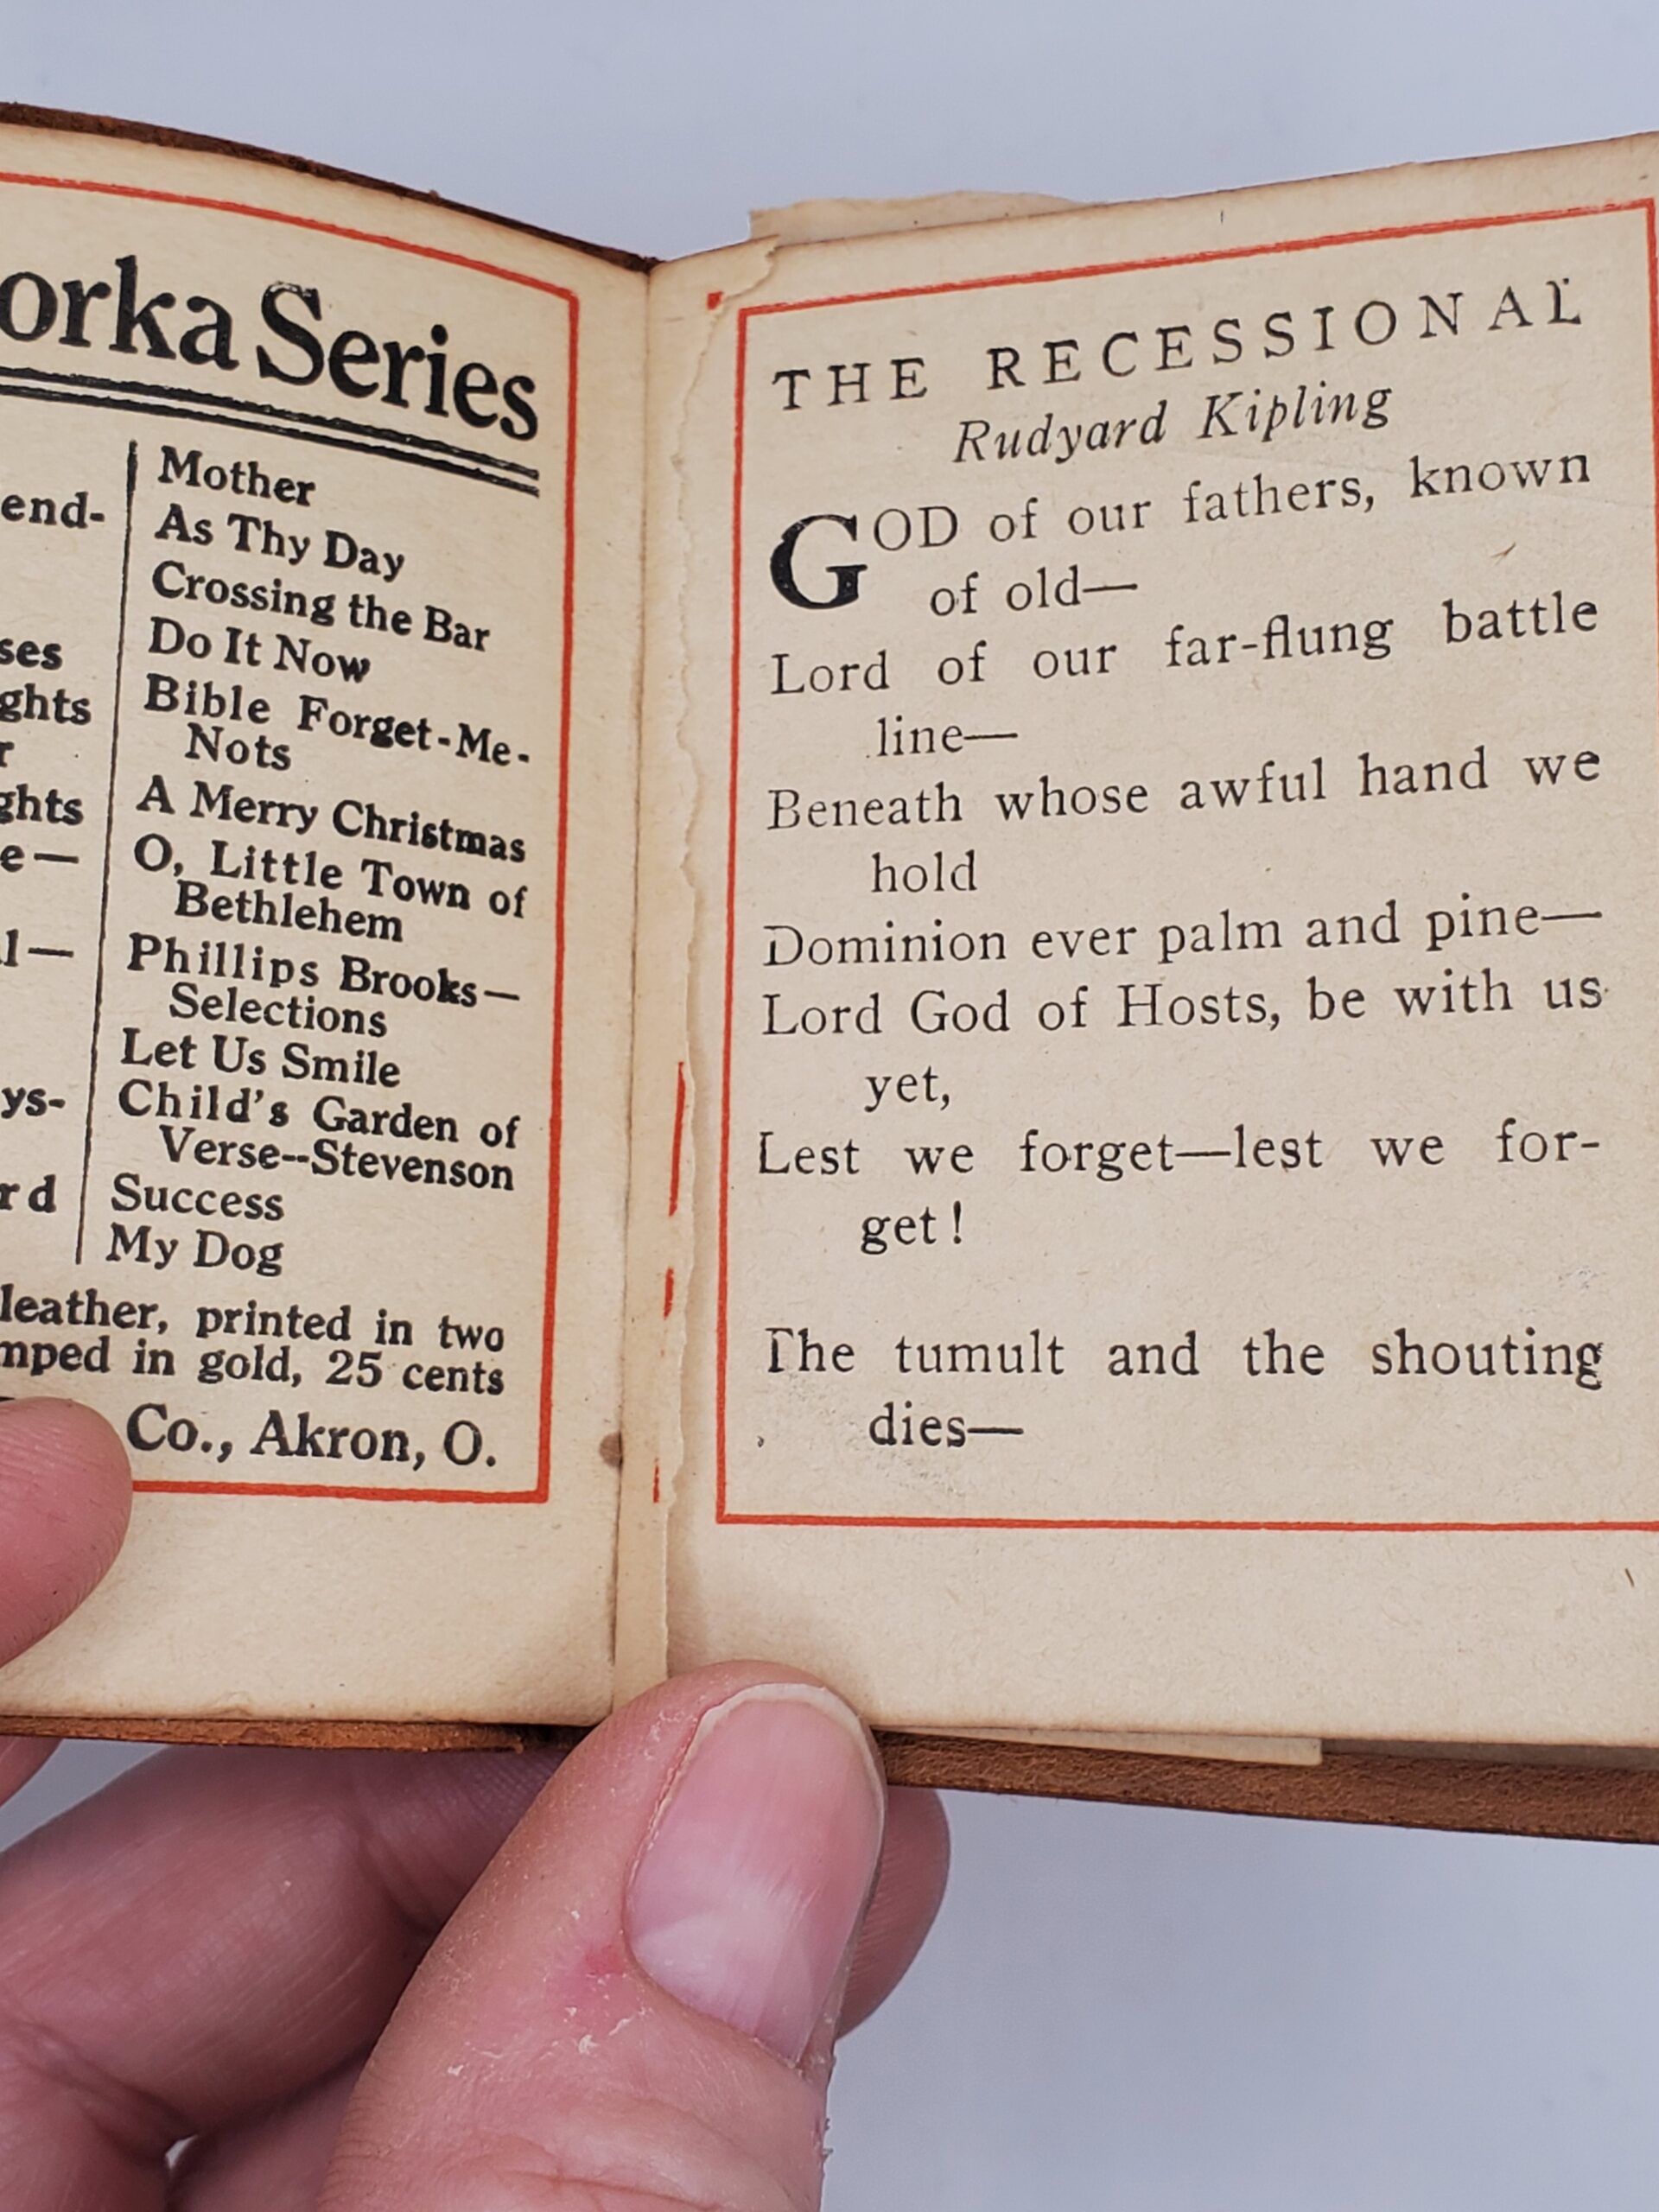 orka Series
end-
ses
ghts
r
ghts
e—
l—
ys-
rd
Mother
As Thy Day
Crossing the Bar
Do It Now
Bible Forget-Me-
Nots
A Merry Christmas
O, Little Town of
Bethlehem
Phillips Brooks—
Selections
Let Us Smile
Child's Garden of
Verse--Stevenson
Success
My Dog
leather, printed in two
mped in gold, 25 cents
Co., Akron, O.
THE RECESSIONAL
Rudyard Kipling
GOD of our fathers, known
of old—
Lord of our far-flung battle
line—
Beneath whose awful hand we
hold
Dominion ever palm and pine—
Lord God of Hosts, be with us
yet,
Lest we forget—lest we for-
get!
The tumult and the shouting
dies—